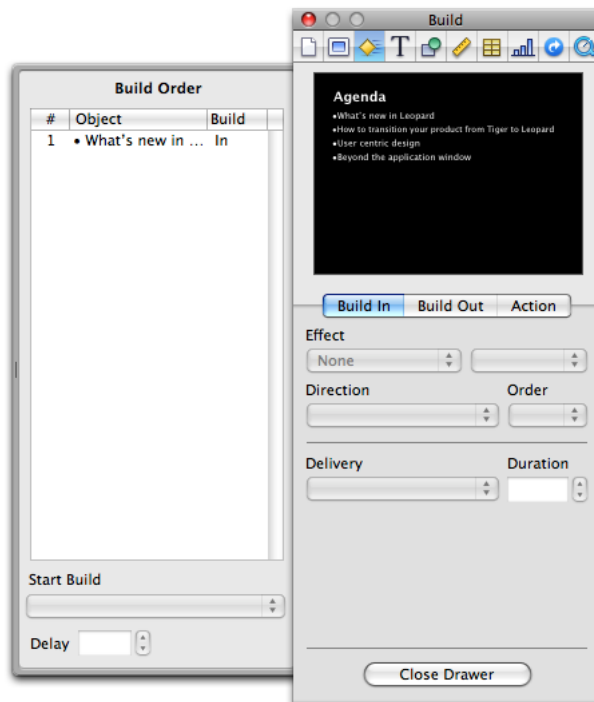 Build
T
Build Order
# Object Build
1 • What's new in ... In
Start Build
Delay
Agenda
•What's new in Leopard
•How to transition your product from Tiger to Leopard
•User centric design
•Beyond the application window
Build In Build Out Action
Effect
None
Direction Order
Delivery Duration
Close Drawer